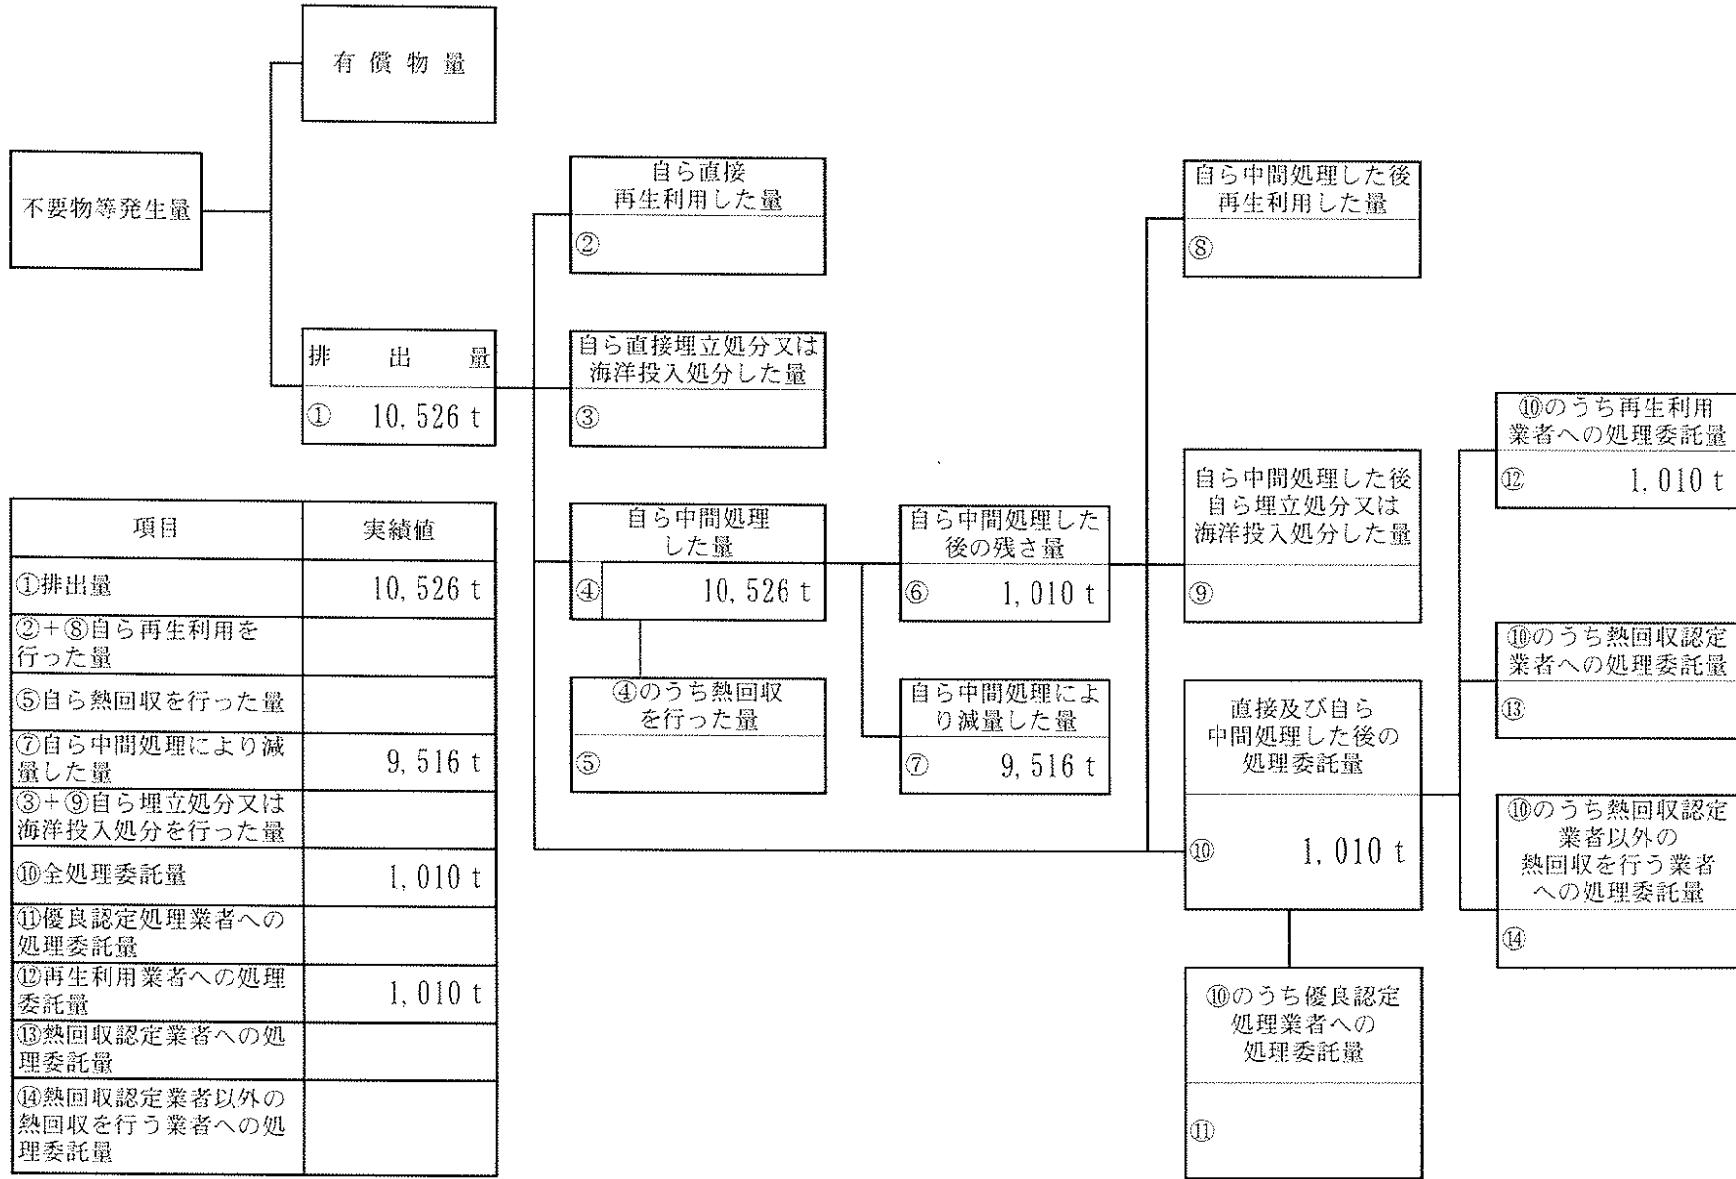 有償物量
不要物等発生量
排出量
① 10,526 t
自ら直接
再生利用した量
②
自ら直接埋立処分又は
海洋投入処分した量
③
自ら中間処理
した量
④ 10,526 t
④のうち熱回収
を行った量
⑤
自ら中間処理した
後の残さ量
⑥ 1,010 t
自ら中間処理によ
り減量した量
⑦ 9,516 t
自ら中間処理した後
再生利用した量
⑧
自ら中間処理した後
自ら埋立処分又は
海洋投入処分した量
⑨
直接及び自ら
中間処理した後の
処理委託量
⑩ 1,010 t
⑩のうち優良認定
処理業者への
処理委託量
⑪
⑩のうち再生利用
業者への処理委託量
⑫ 1,010 t
⑩のうち熱回収認定
業者への処理委託量
⑬
⑩のうち熱回収認定
業者以外の
熱回収を行う業者
への処理委託量
⑭
項目 実績値
①排出量 10,526 t
②+⑧自ら再生利用を
行った量
⑤自ら熱回収を行った量
⑦自ら中間処理により減
量した量 9,516 t
③+⑨自ら埋立処分又は
海洋投入処分を行った量
⑩全処理委託量 1,010 t
⑪優良認定処理業者への
処理委託量
⑫再生利用業者への処理
委託量 1,010 t
⑬熱回収認定業者への処
理委託量
⑭熱回収認定業者以外の
熱回収を行う業者への処
理委託量